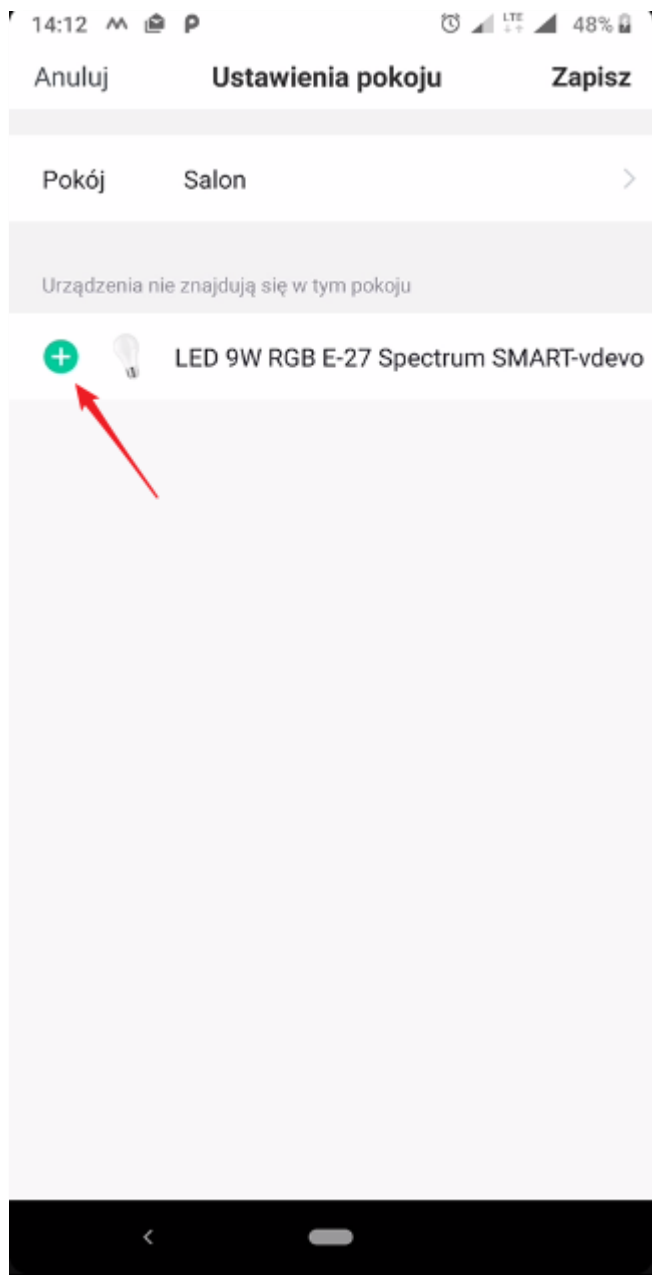 14:12 LTE 48%
Anuluj Ustawienia pokoju Zapisz
Pokój Salon
Urządzenia nie znajdują się w tym pokoju
LED 9W RGB E-27 Spectrum SMART-vdevo